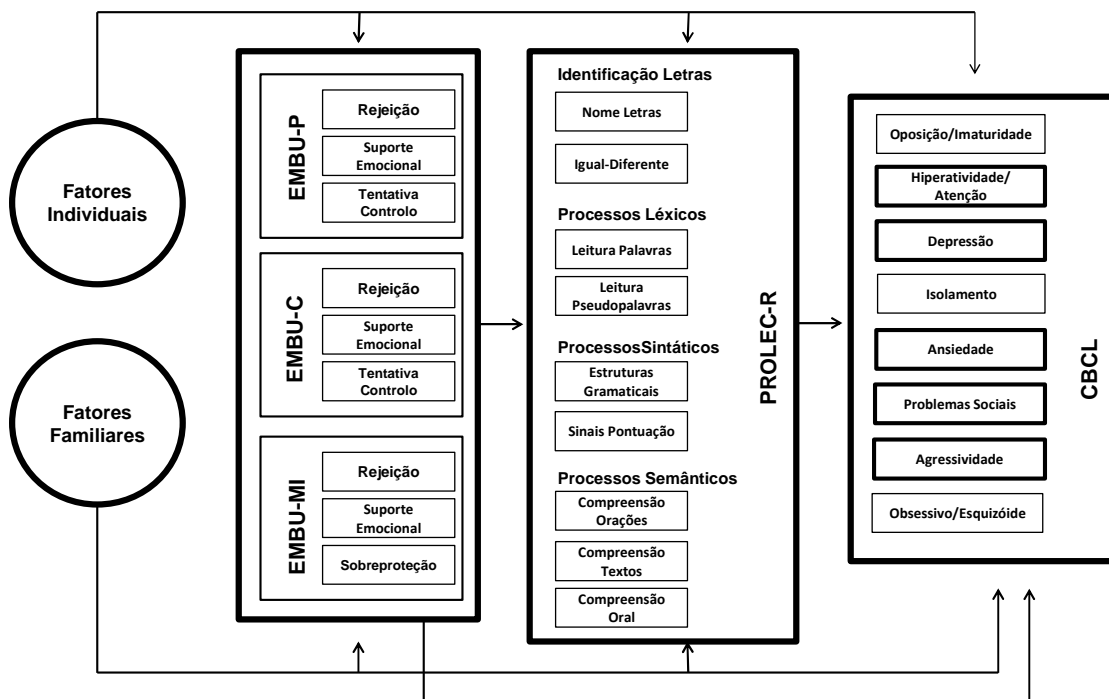 Fatores
Individuais
Fatores
Familiares
EMBU-P
Rejeição
Suporte
Emocional
Tentativa
Controlo
EMBU-C
Rejeição
Suporte
Emocional
Tentativa
Controlo
EMBU-MI
Rejeição
Suporte
Emocional
Sobreproteção
PROLEC-R
Identificação Letras
Nome Letras
Igual-Diferente
Processos Léxicos
Leitura Palavras
Leitura
Pseudopalavras
ProcessosSintáticos
Estruturas
Gramaticais
Sinais Pontuação
Processos Semânticos
Compreensão
Orações
Compreensão
Textos
Compreensão
Oral
CBCL
Oposição/Imaturidade
Hiperatividade/
Atenção
Depressão
Isolamento
Ansiedade
Problemas Sociais
Agressividade
Obsessivo/Esquizóide